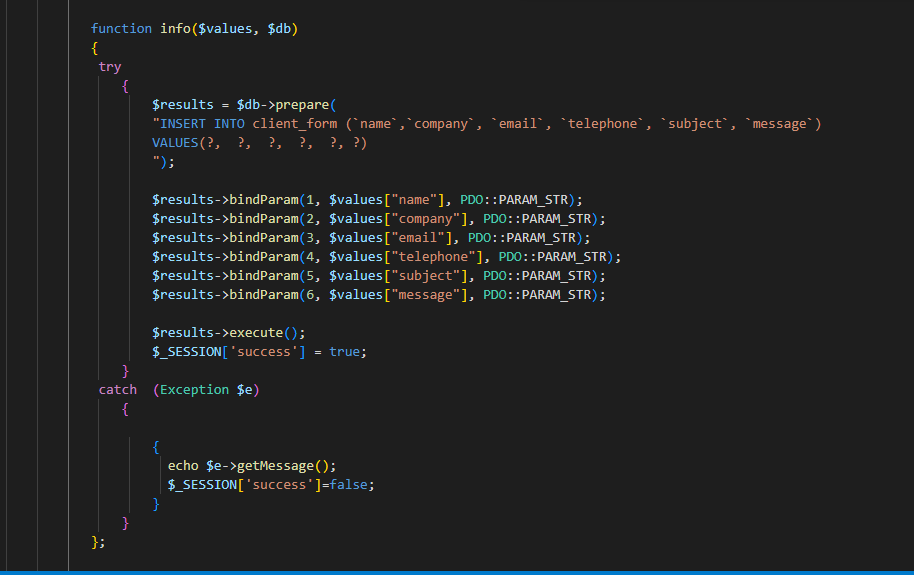 function info($values, $db)
{
try
{
$results = $db->prepare(
"INSERT INTO client_form (`name`,`company`, `email`, `telephone`, `subject`, `message`)
VALUES(?,  ?,  ?,  ?,  ?, ?)
");
$results->bindParam(1, $values["name"], PDO::PARAM_STR);
$results->bindParam(2, $values["company"], PDO::PARAM_STR);
$results->bindParam(3, $values["email"], PDO::PARAM_STR);
$results->bindParam(4, $values["telephone"], PDO::PARAM_STR);
$results->bindParam(5, $values["subject"], PDO::PARAM_STR);
$results->bindParam(6, $values["message"], PDO::PARAM_STR);
$results->execute();
$_SESSION['success'] = true;
}
catch  (Exception $e)
{
{
echo $e->getMessage();
$_SESSION['success']=false;
}
}
};